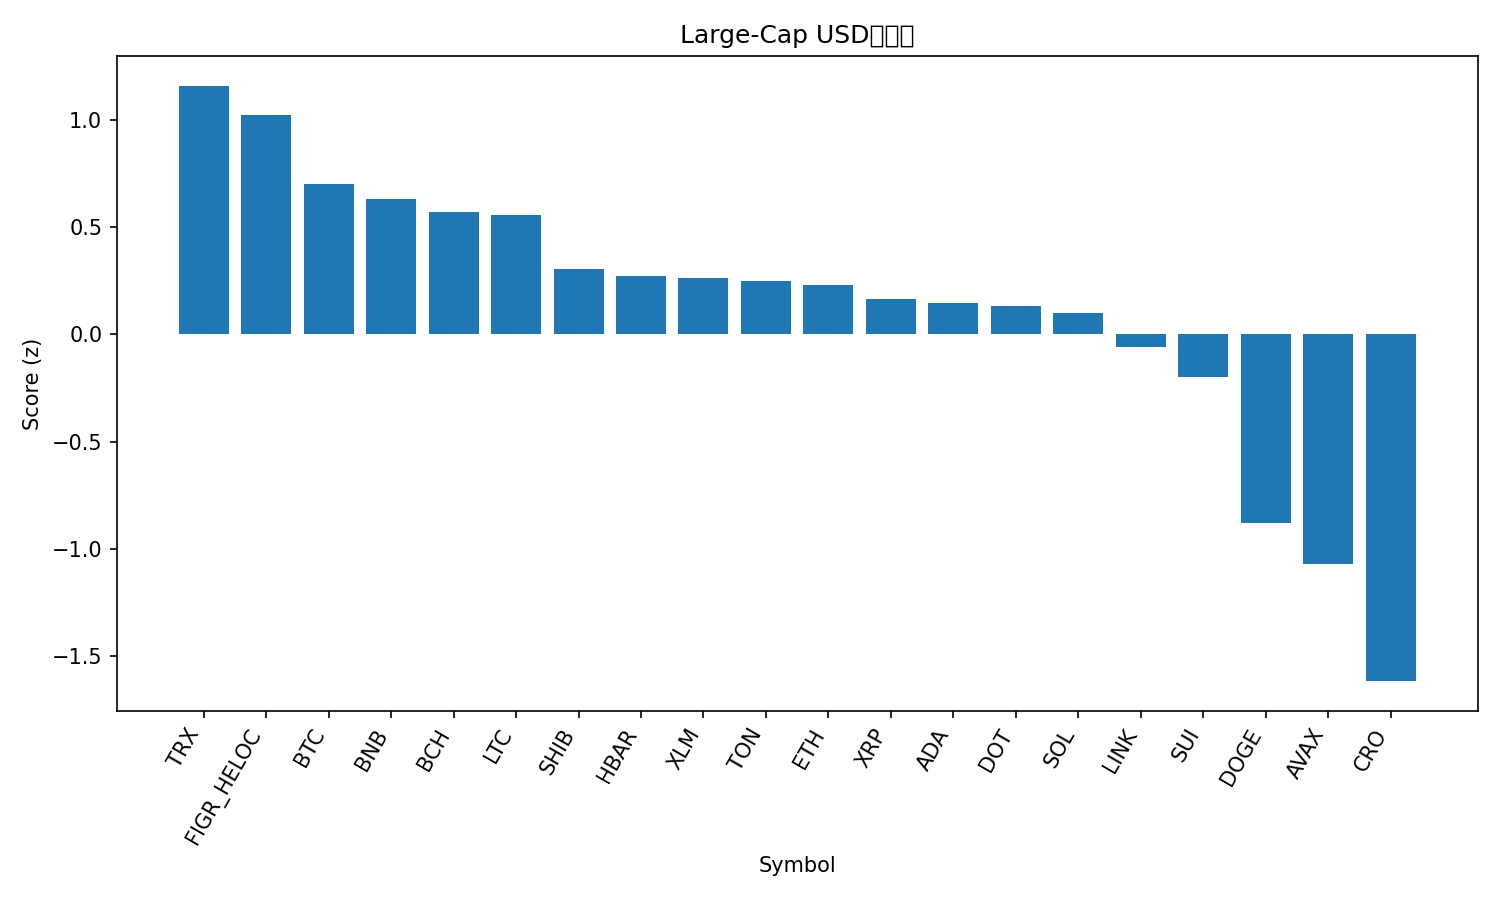 Large-Cap USD
Score (z)
1.0
0.5
0.0
−0.5
−1.0
−1.5
TRX
FIGR_HELOC
BTC
BNB
BCH
LTC
SHIB
HBAR
XLM
TON
ETH
XRP
ADA
DOT
SOL
LINK
SUI
DOGE
AVAX
CRO
Symbol